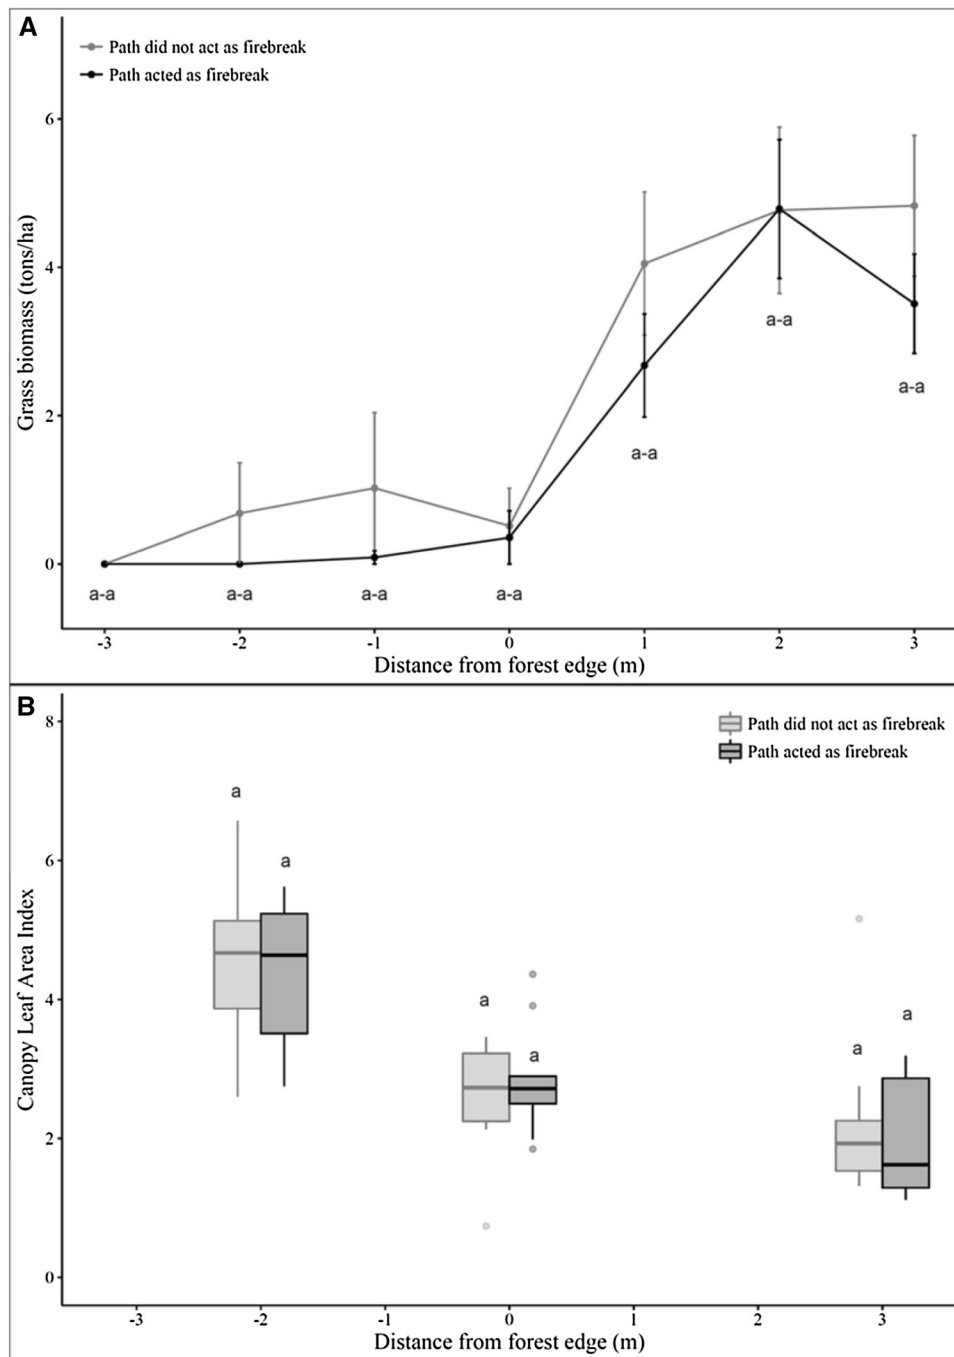 A
Path did not act as firebreak
Path acted as firebreak
6
4
2
0
Grass biomass (tons/ha)
a-a
a-a
a-a
a-a
a-a
a-a
a-a
-3 -2 -1 0 1 2 3
Distance from forest edge (m)
B
Path did not act as firebreak
Path acted as firebreak
8
6
4
2
0
Canopy Leaf Area Index
a
a
a
a
a
a
-3 -2 -1 0 1 2 3
Distance from forest edge (m)